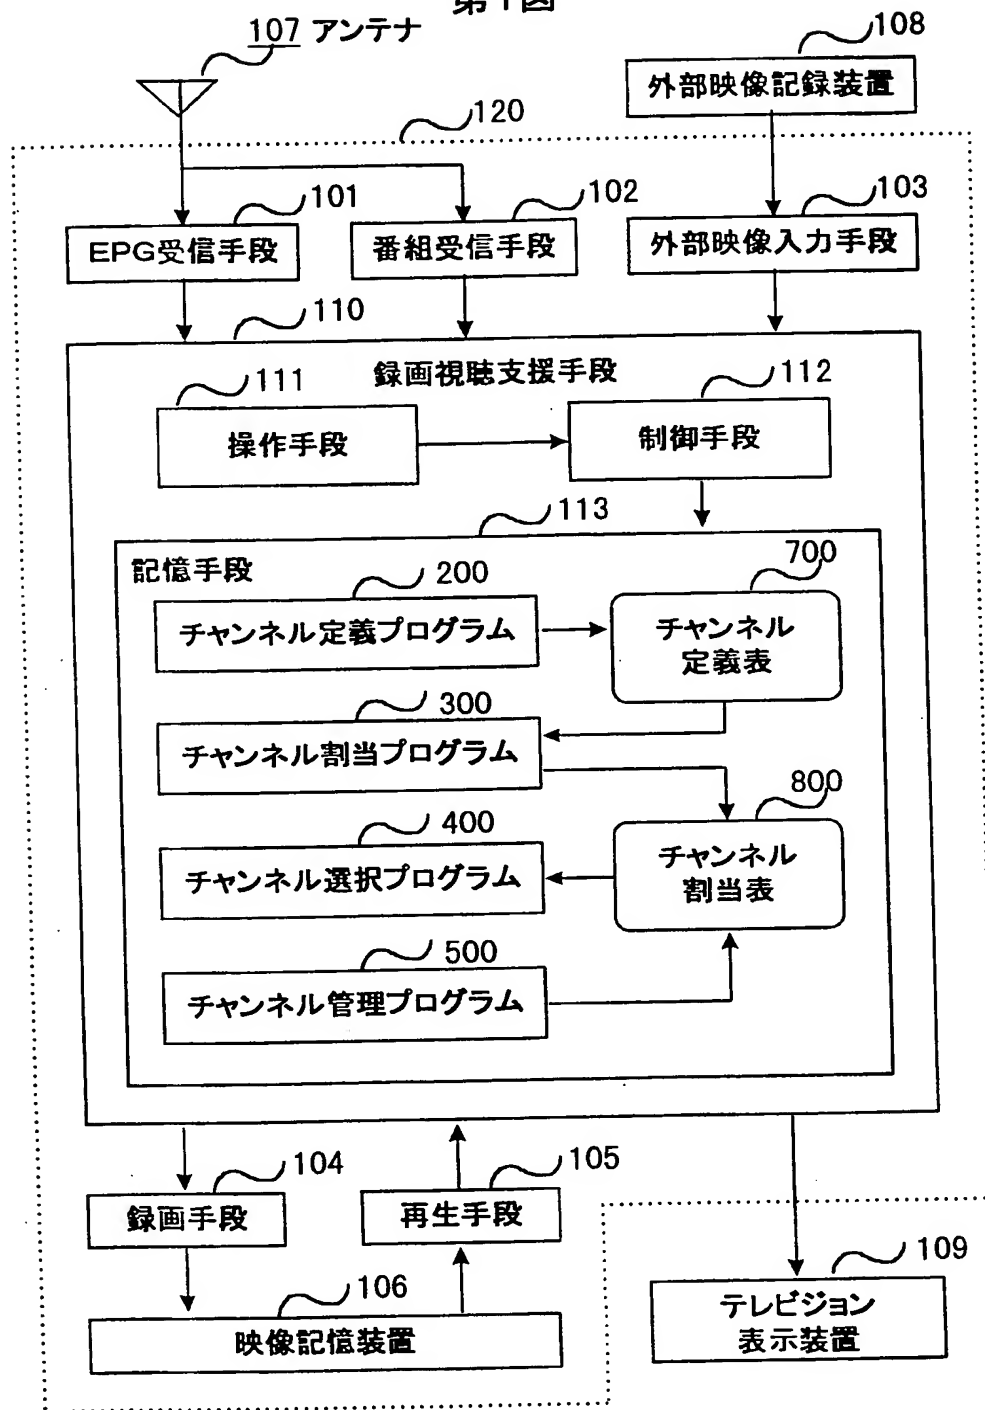 第1図
107 アンテナ
108
外部映像記録装置
120
101
102
103
EPG受信手段
番組受信手段
外部映像入力手段
110
録画視聴支援手段
111
112
操作手段
制御手段
113
記憶手段
200
700
チャンネル定義プログラム
チャンネル
定義表
300
チャンネル割当プログラム
800
400
チャンネル
割当表
チャンネル選択プログラム
500
チャンネル管理プログラム
104
105
録画手段
再生手段
109
106
テレビジョン
表示装置
映像記憶装置